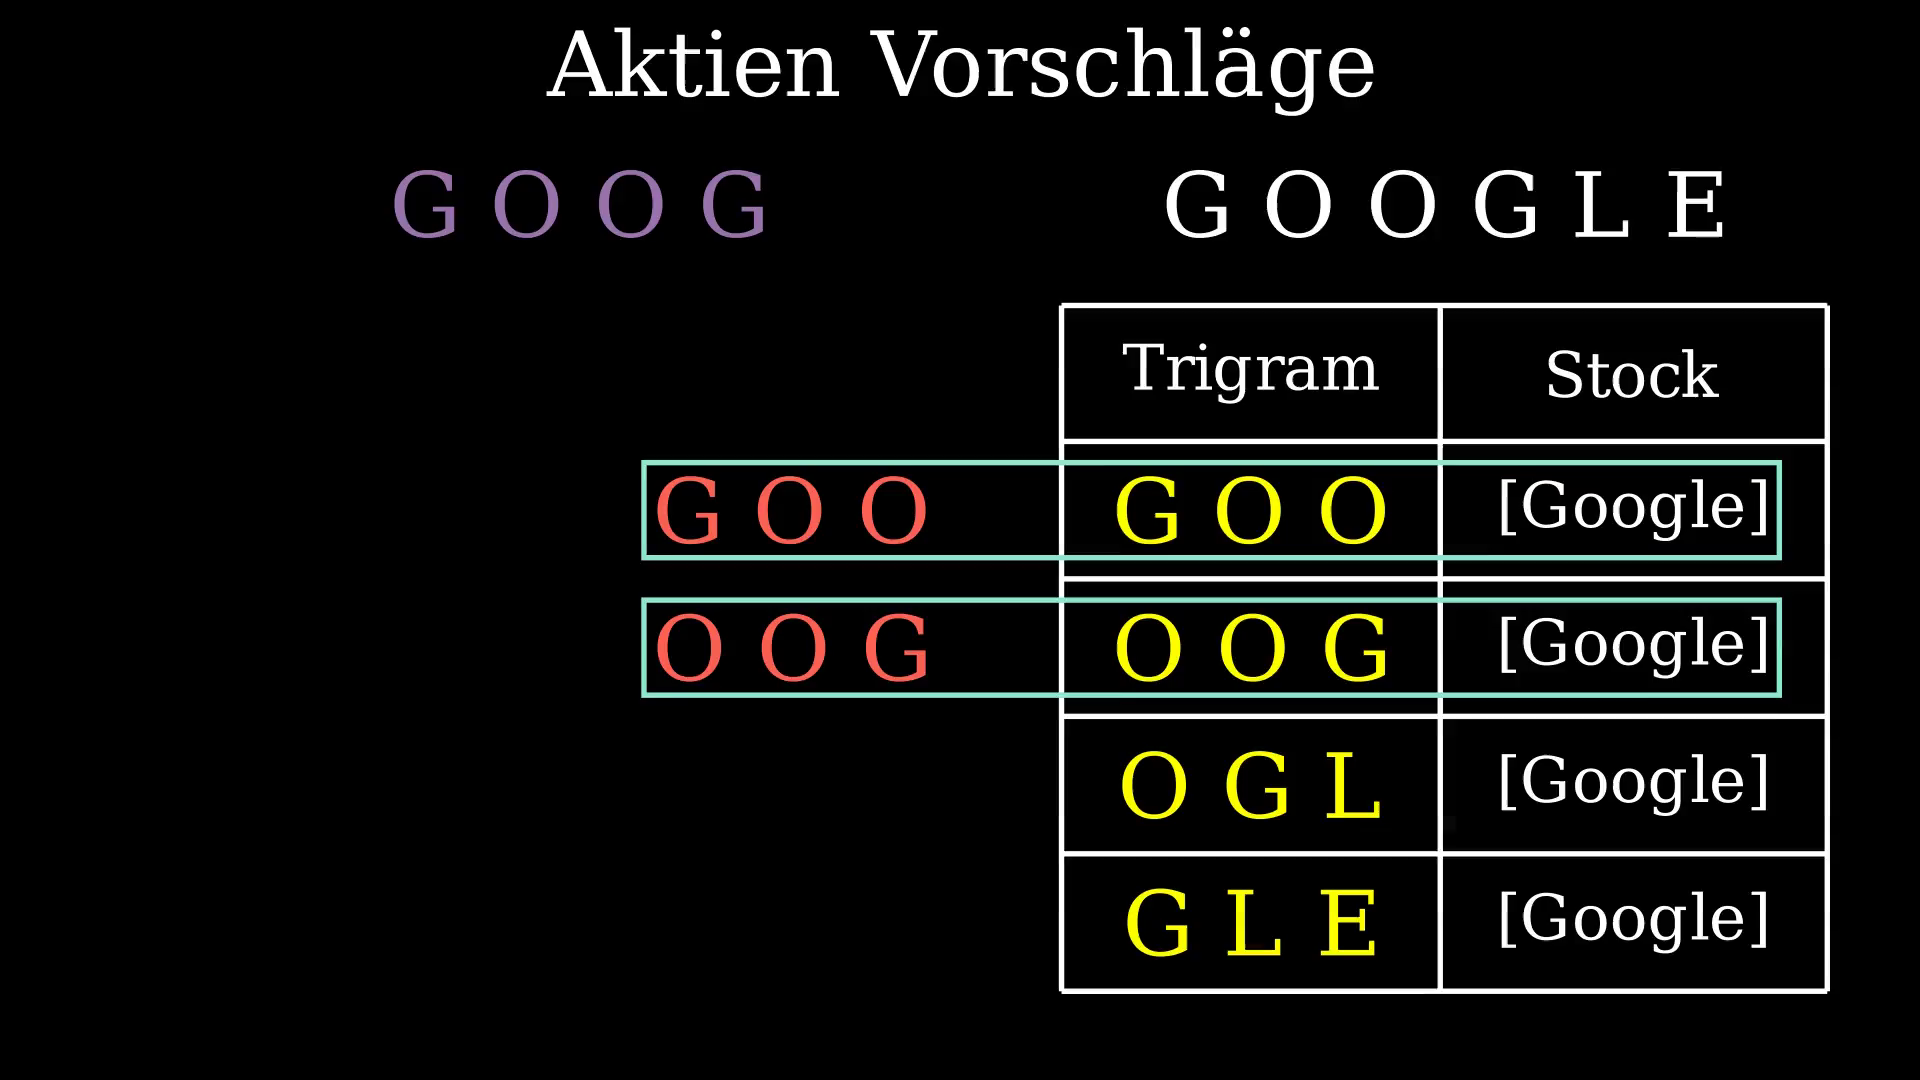 Aktien Vorschläge
G O O G G O O G L E
Trigram Stock
G O O G O O [Google]
O O G O O G [Google]
O G L [Google]
G L E [Google]